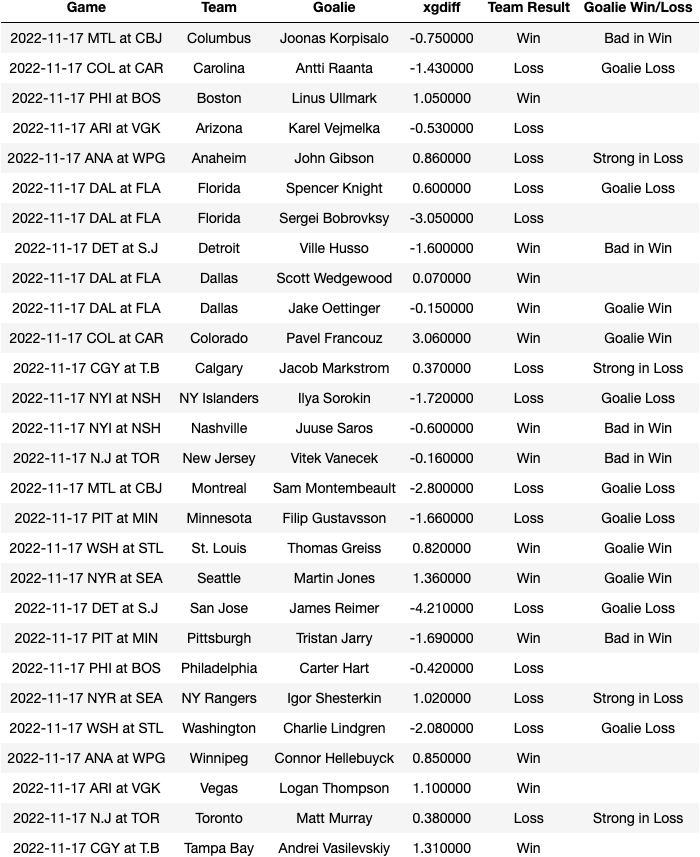 Game Team Goalie xgdiff Team Result Goalie Win/Loss
2022-11-17 MTL at CBJ Columbus Joonas Korpisalo -0.750000 Win Bad in Win
2022-11-17 COL at CAR Carolina Antti Raanta -1.430000 Loss Goalie Loss
2022-11-17 PHI at BOS Boston Linus Ullmark 1.050000 Win
2022-11-17 ARI at VGK Arizona Karel Vejmelka -0.530000 Loss
2022-11-17 ANA at WPG Anaheim John Gibson 0.860000 Loss Strong in Loss
2022-11-17 DAL at FLA Florida Spencer Knight 0.600000 Loss Goalie Loss
2022-11-17 DAL at FLA Florida Sergei Bobrovksy -3.050000 Loss
2022-11-17 DET at S.J Detroit Ville Husso -1.600000 Win Bad in Win
2022-11-17 DAL at FLA Dallas Scott Wedgewood 0.070000 Win
2022-11-17 DAL at FLA Dallas Jake Oettinger -0.150000 Win Goalie Win
2022-11-17 COL at CAR Colorado Pavel Francouz 3.060000 Win Goalie Win
2022-11-17 CGY at T.B Calgary Jacob Markstrom 0.370000 Loss Strong in Loss
2022-11-17 NYI at NSH NY Islanders Ilya Sorokin -1.720000 Loss Goalie Loss
2022-11-17 NYI at NSH Nashville Juuse Saros -0.600000 Win Bad in Win
2022-11-17 N.J at TOR New Jersey Vitek Vanecek -0.160000 Win Bad in Win
2022-11-17 MTL at CBJ Montreal Sam Montembeault -2.800000 Loss Goalie Loss
2022-11-17 PIT at MIN Minnesota Filip Gustavsson -1.660000 Loss Goalie Loss
2022-11-17 WSH at STL St. Louis Thomas Greiss 0.820000 Win Goalie Win
2022-11-17 NYR at SEA Seattle Martin Jones 1.360000 Win Goalie Win
2022-11-17 DET at S.J San Jose James Reimer -4.210000 Loss Goalie Loss
2022-11-17 PIT at MIN Pittsburgh Tristan Jarry -1.690000 Win Bad in Win
2022-11-17 PHI at BOS Philadelphia Carter Hart -0.420000 Loss
2022-11-17 NYR at SEA NY Rangers Igor Shesterkin 1.020000 Loss Strong in Loss
2022-11-17 WSH at STL Washington Charlie Lindgren -2.080000 Loss Goalie Loss
2022-11-17 ANA at WPG Winnipeg Connor Hellebuyck 0.850000 Win
2022-11-17 ARI at VGK Vegas Logan Thompson 1.100000 Win
2022-11-17 N.J at TOR Toronto Matt Murray 0.380000 Loss Strong in Loss
2022-11-17 CGY at T.B Tampa Bay Andrei Vasilevskiy 1.310000 Win